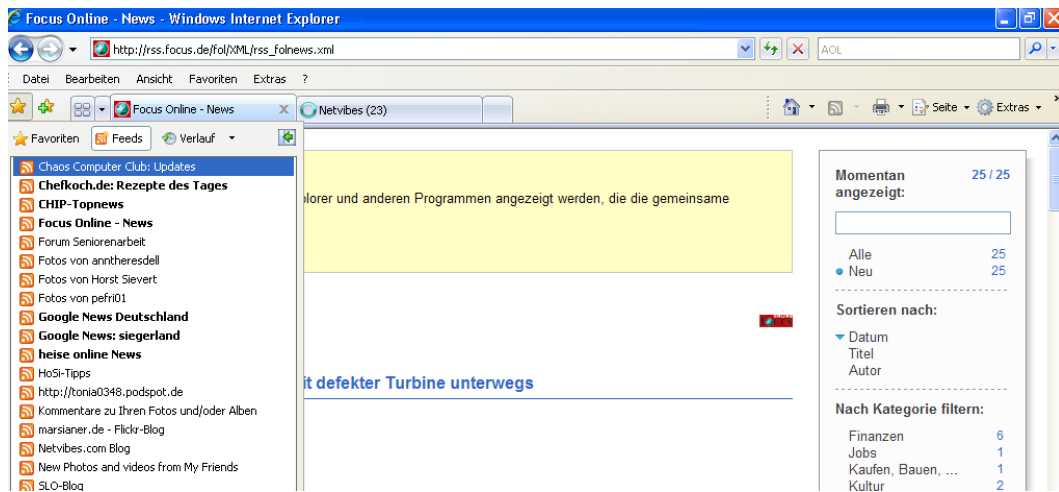 Focus Online - News - Windows Internet Explorer
http://rss.focus.de/fol/XML/rss_folnews.xml
AOL
Datei Bearbeiten Ansicht Favoriten Extras ?
Focus Online - News
Netvibes (23)
Seite
Extras
»
Favoriten
Feeds
Verlauf
Chaos Computer Club: Updates
Chefkoch.de: Rezepte des Tages
CHIP-Topnews
Focus Online - News
Forum Seniorenarbeit
Fotos von anntheresdell
Fotos von Horst Sievert
Fotos von pefri01
Google News Deutschland
Google News: siegerland
heise online News
HoSi-Tipps
http://tonia0348.podspot.de
Kommentare zu Ihren Fotos und/oder Alben
marsianer.de - Flickr-Blog
Netvibes.com Blog
New Photos and videos from My Friends
SLO-Blog
plorer und anderen Programmen angezeigt werden, die die gemeinsame
it defekter Turbine unterwegs
Momentan 25 / 25
angezeigt:
Alle 25
Neu 25
Sortieren nach:
Datum
Titel
Autor
Nach Kategorie filtern:
Finanzen 6
Jobs 1
Kaufen, Bauen, ... 1
Kultur 2